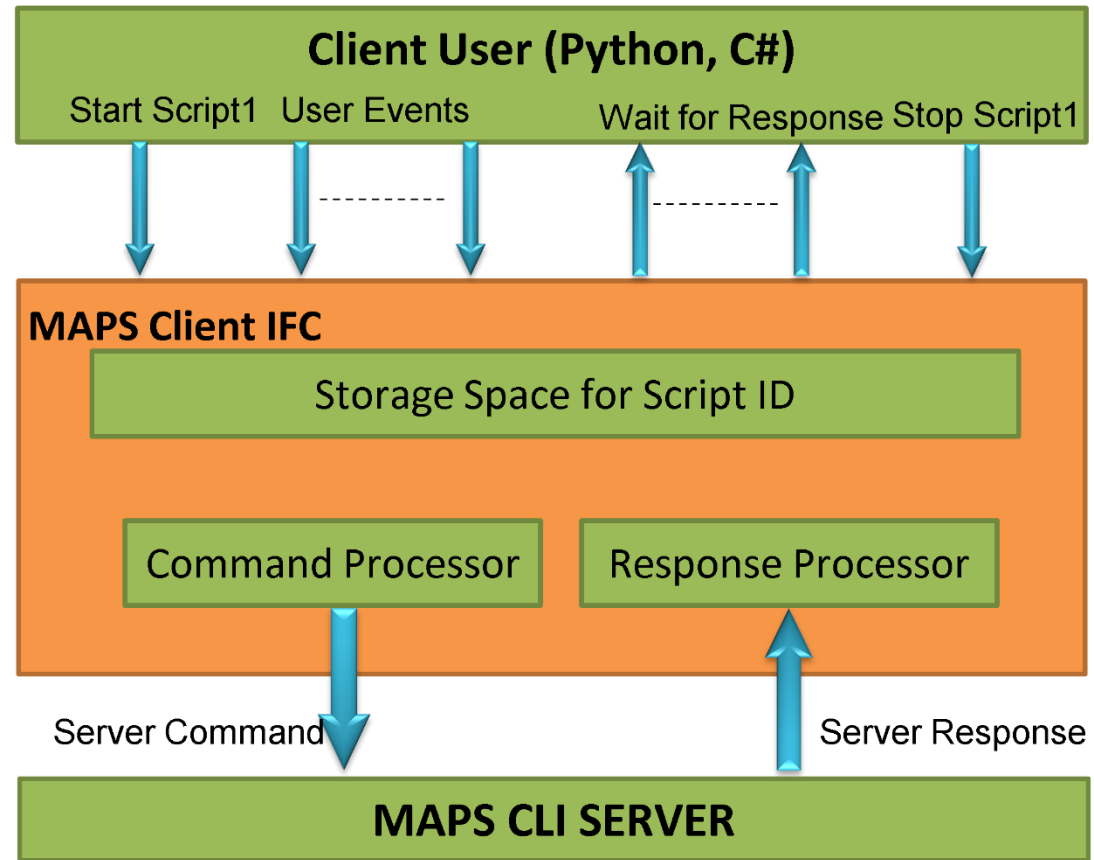 Client User (Python, C#)
Start Script1 User Events Wait for Response Stop Script1
MAPS Client IFC
Storage Space for Script ID
Command Processor Response Processor
Server Command Server Response
MAPS CLI SERVER